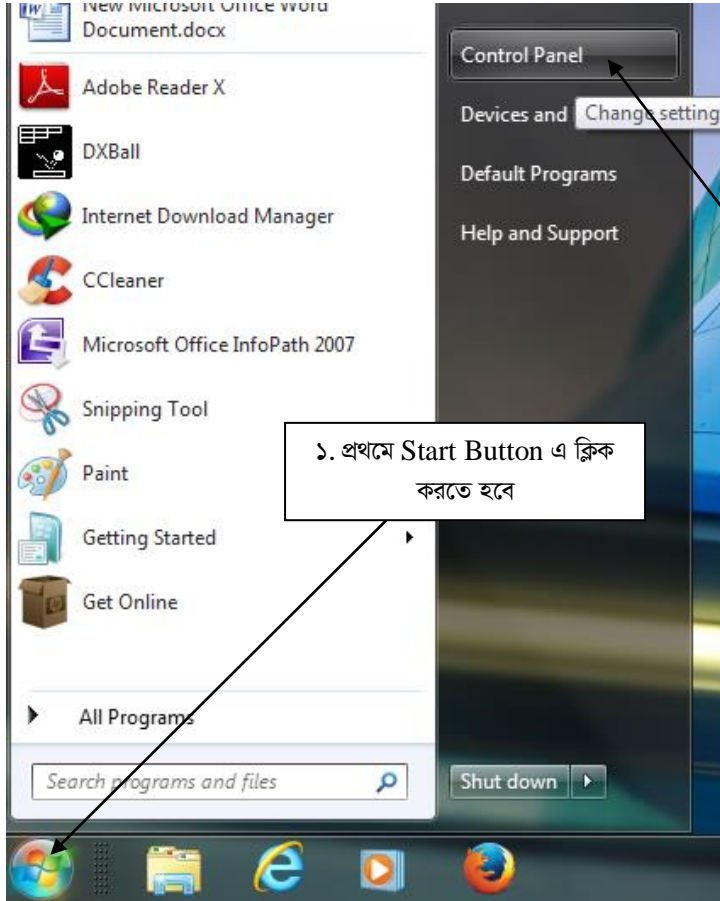 New Microsoft Office Word
Document.docx
Adobe Reader X
DXBall
Internet Download Manager
CCleaner
Microsoft Office InfoPath 2007
Snipping Tool
Paint
Getting Started
Get Online
All Programs
Search programs and files
Control Panel
Devices and
Change setting
Default Programs
Help and Support
১. প্রথমে Start Button এ ক্লিক
করতে হবে
Shut down